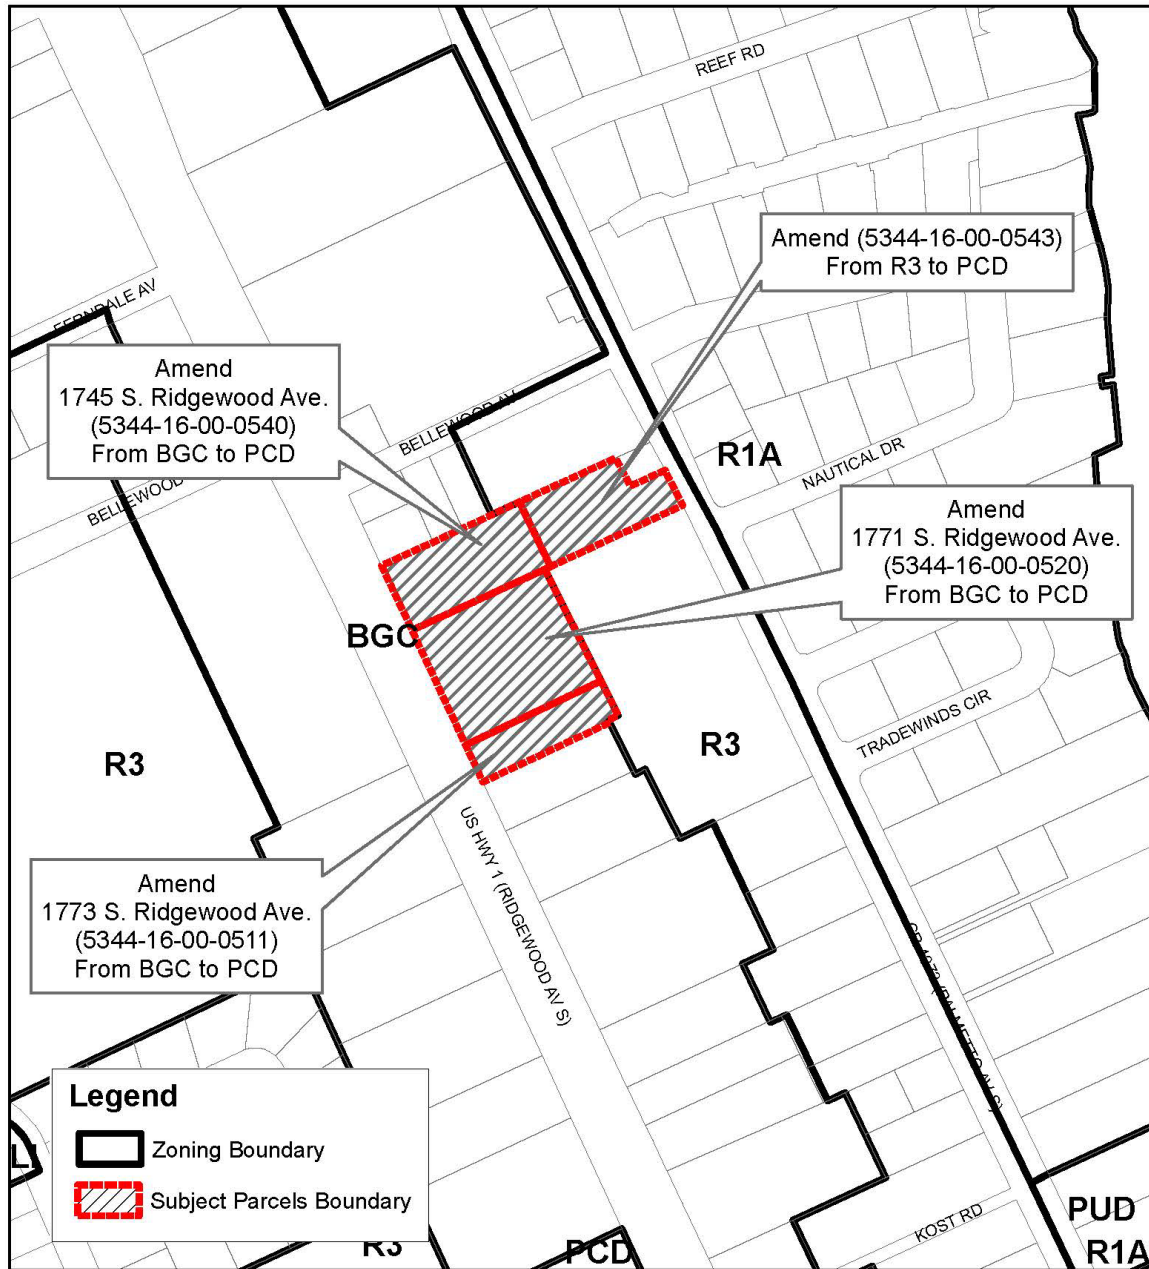 REEF RD
Amend (5344-16-00-0543)
From R3 to PCD
FERNDALE AV
Amend
1745 S. Ridgewood Ave.
(5344-16-00-0540)
From BGC to PCD
BELLEWOOD AV
R1A
NAUTICAL DR
BELLEWOOD
Amend
1771 S. Ridgewood Ave.
(5344-16-00-0520)
From BGC to PCD
BGC
R3
R3
TRADEWINDS CIR
US HWY 1 (RIDGEWOOD AV S)
Amend
1773 S. Ridgewood Ave.
(5344-16-00-0511)
From BGC to PCD
(PALMETTO AV S)
Legend
Zoning Boundary
Subject Parcels Boundary
KOST RD
PUD
R3
PCD
R1A